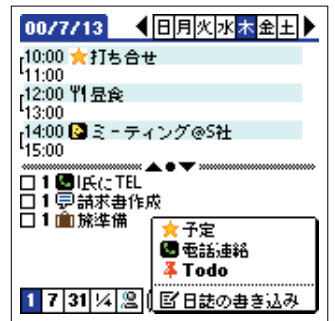 00/7/13 日 月 火 水 木 金 土
10:00 打ち合せ
11:00
12:00 昼食
13:00
14:00 ミーティング@S社
15:00
1 I氏にTEL
1 請求書作成
1 旅準備
予定
電話連絡
Todo
日誌の書き込み
1 7 31 ¼